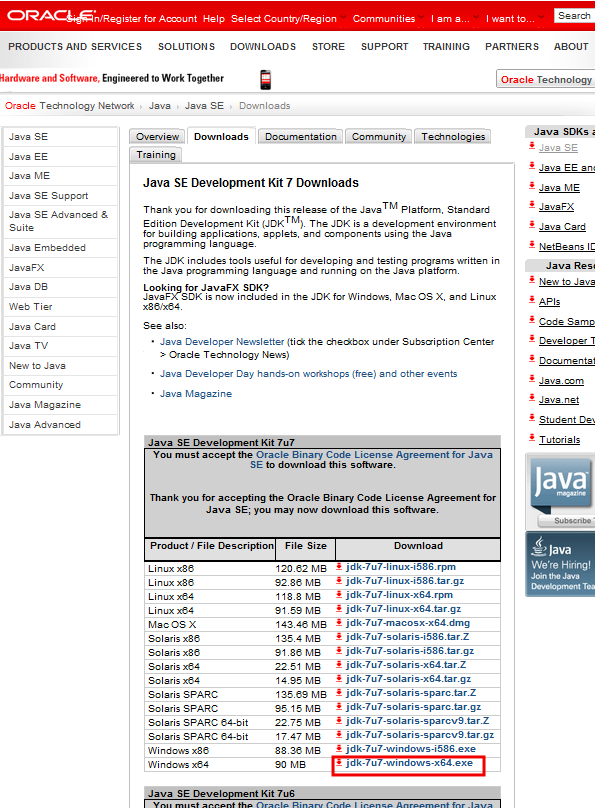 ORACLE Sign In/Register for Account Help Select Country/Region Communities I am a... I want to... Search
PRODUCTS AND SERVICES SOLUTIONS DOWNLOADS STORE SUPPORT TRAINING PARTNERS ABOUT
Hardware and Software, Engineered to Work Together
Oracle Technology
Oracle Technology Network › Java › Java SE › Downloads
Java SE
Java EE
Java ME
Java SE Support
Java SE Advanced &
Suite
Java Embedded
JavaFX
Java DB
Web Tier
Java Card
Java TV
New to Java
Community
Java Magazine
Java Advanced
Overview Downloads Documentation Community Technologies
Training
Java SE Development Kit 7 Downloads
Thank you for downloading this release of the Java™ Platform, Standard
Edition Development Kit (JDK™). The JDK is a development environment
for building applications, applets, and components using the Java
programming language.
The JDK includes tools useful for developing and testing programs written in
the Java programming language and running on the Java platform.
Looking for JavaFX SDK?
JavaFX SDK is now included in the JDK for Windows, Mac OS X, and Linux
x86/x64.
See also:
• Java Developer Newsletter (tick the checkbox under Subscription Center
> Oracle Technology News)
• Java Developer Day hands-on workshops (free) and other events
• Java Magazine
Java SE Development Kit 7u7
You must accept the Oracle Binary Code License Agreement for Java
SE to download this software.
Thank you for accepting the Oracle Binary Code License Agreement for
Java SE; you may now download this software.
Product / File Description File Size Download
Linux x86 120.62 MB jdk-7u7-linux-i586.rpm
Linux x86 92.86 MB jdk-7u7-linux-i586.tar.gz
Linux x64 118.8 MB jdk-7u7-linux-x64.rpm
Linux x64 91.59 MB jdk-7u7-linux-x64.tar.gz
Mac OS X 143.46 MB jdk-7u7-macosx-x64.dmg
Solaris x86 135.4 MB jdk-7u7-solaris-i586.tar.Z
Solaris x86 91.86 MB jdk-7u7-solaris-i586.tar.gz
Solaris x64 22.51 MB jdk-7u7-solaris-x64.tar.Z
Solaris x64 14.95 MB jdk-7u7-solaris-x64.tar.gz
Solaris SPARC 135.69 MB jdk-7u7-solaris-sparc.tar.Z
Solaris SPARC 95.15 MB jdk-7u7-solaris-sparc.tar.gz
Solaris SPARC 64-bit 22.75 MB jdk-7u7-solaris-sparcv9.tar.Z
Solaris SPARC 64-bit 17.47 MB jdk-7u7-solaris-sparcv9.tar.gz
Windows x86 88.36 MB jdk-7u7-windows-i586.exe
Windows x64 90 MB jdk-7u7-windows-x64.exe
Java SE Development Kit 7u6
You must accept the Oracle Binary Code License Agreement for Java
Java SDKs a
Java SE
Java EE and
Java ME
JavaFX
Java Card
NetBeans ID
Java Reso
New to Java
APIs
Code Samp
Developer T
Documentat
Java.com
Java.net
Student Dev
Tutorials
Java
magazine
Subscribe
Java
We're Hiring!
Join the Java
Development Tea